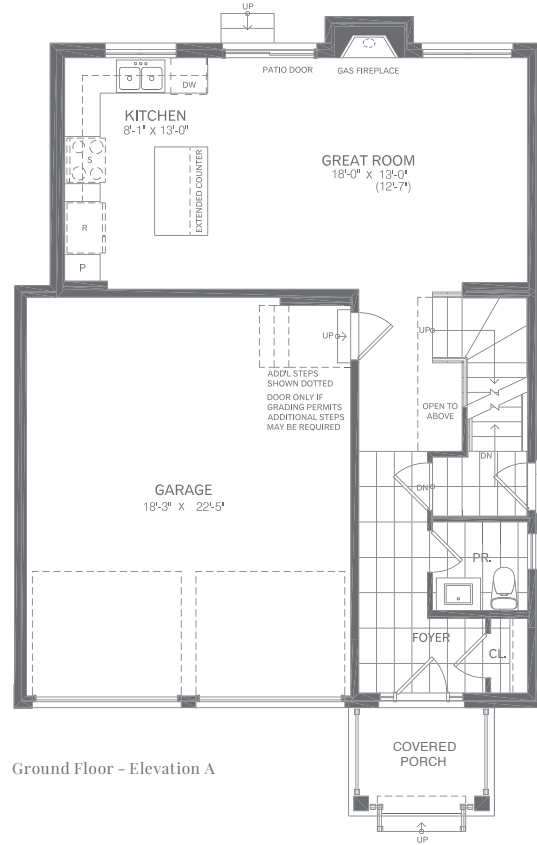 UP
PATIO DOOR
GAS FIREPLACE
DW
KITCHEN
8'-1" X 13'-0"
EXTENDED COUNTER
GREAT ROOM
18'-0" X 13'-0"
(12'-7")
S
R
P
UP
UP
ADD'L STEPS
SHOWN DOTTED
DOOR ONLY IF
GRADING PERMITS
ADDITIONAL STEPS
MAY BE REQUIRED
OPEN TO
ABOVE
DN
DN
GARAGE
18'-3" X 22'-5"
PR.
FOYER
CL.
COVERED
PORCH
Ground Floor - Elevation A
UP